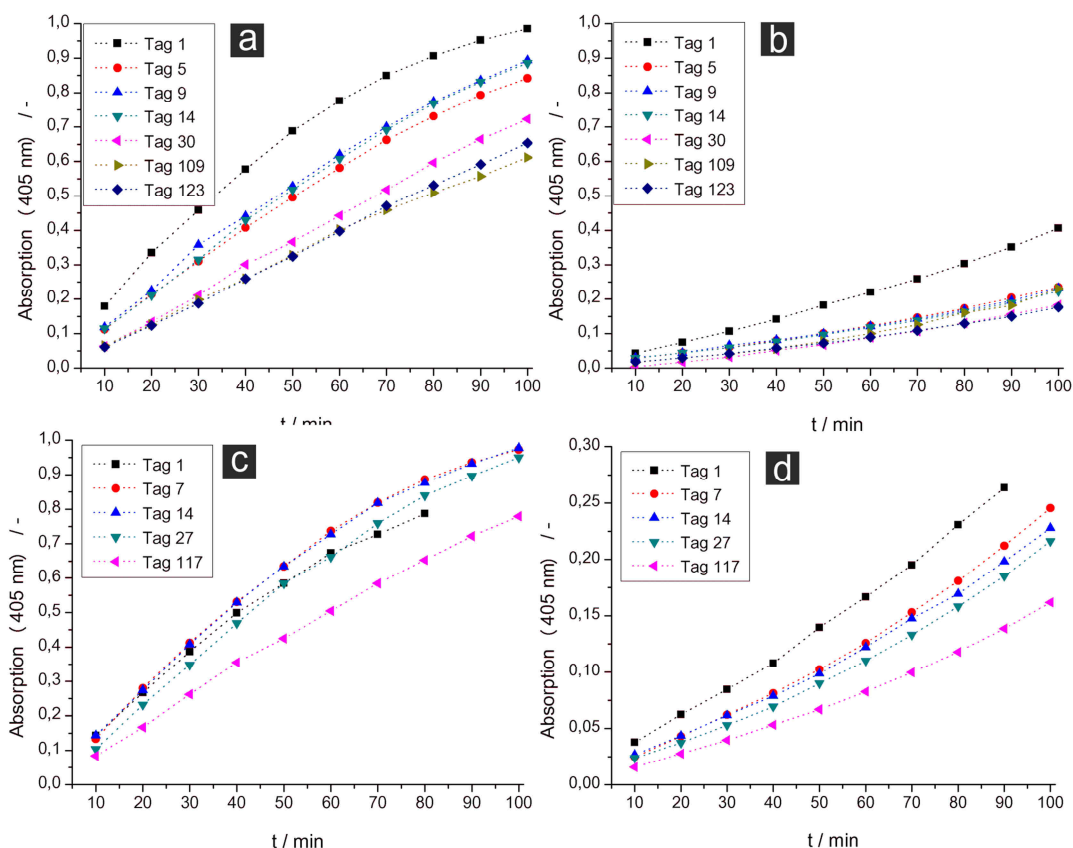 a
Absorption (405 nm) / -
1,0
0,9
0,8
0,7
0,6
0,5
0,4
0,3
0,2
0,1
0,0
Tag 1
Tag 5
Tag 9
Tag 14
Tag 30
Tag 109
Tag 123
10 20 30 40 50 60 70 80 90 100
t / min
b
Absorption (405 nm) / -
1,0
0,9
0,8
0,7
0,6
0,5
0,4
0,3
0,2
0,1
0,0
Tag 1
Tag 5
Tag 9
Tag 14
Tag 30
Tag 109
Tag 123
10 20 30 40 50 60 70 80 90 100
t / min
c
Absorption (405 nm) / -
1,0
0,9
0,8
0,7
0,6
0,5
0,4
0,3
0,2
0,1
0,0
Tag 1
Tag 7
Tag 14
Tag 27
Tag 117
10 20 30 40 50 60 70 80 90 100
t / min
d
Absorption (405 nm) / -
0,30
0,25
0,20
0,15
0,10
0,05
0,00
Tag 1
Tag 7
Tag 14
Tag 27
Tag 117
10 20 30 40 50 60 70 80 90 100
t / min